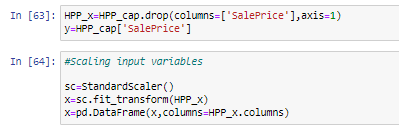 In [63]: HPP_x=HPP_cap.drop(columns=['SalePrice'],axis=1)
y=HPP_cap['SalePrice']
In [64]: #Scaling input variables
sc=StandardScaler()
x=sc.fit_transform(HPP_x)
x=pd.DataFrame(x,columns=HPP_x.columns)